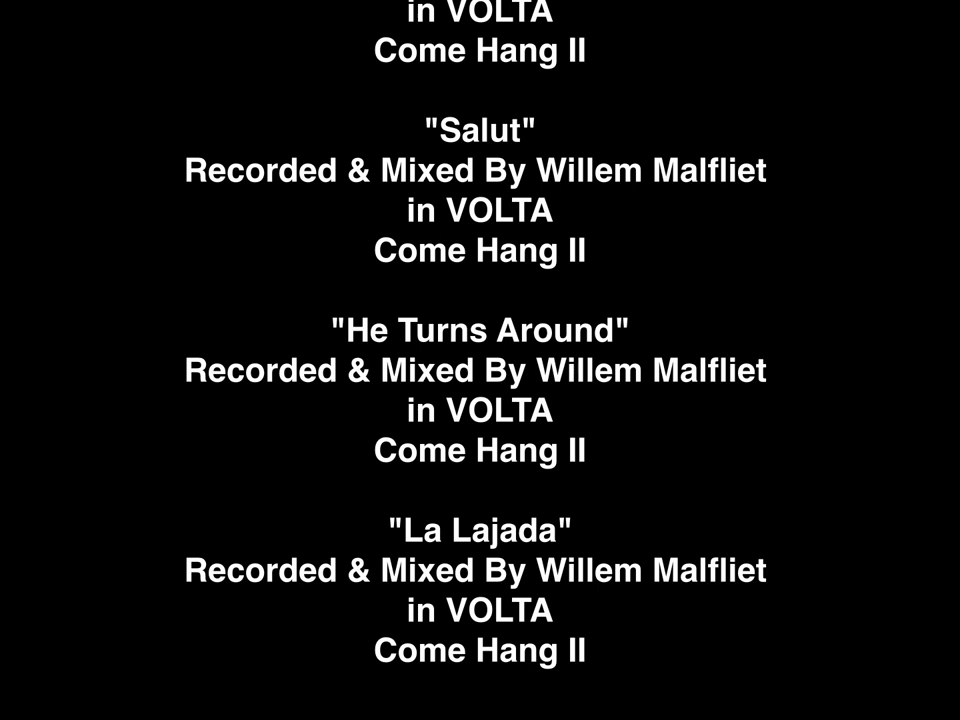 in VOLTA
Come Hang II
"Salut"
Recorded & Mixed By Willem Malfliet
in VOLTA
Come Hang II
"He Turns Around"
Recorded & Mixed By Willem Malfliet
in VOLTA
Come Hang II
"La Lajada"
Recorded & Mixed By Willem Malfliet
in VOLTA
Come Hang II